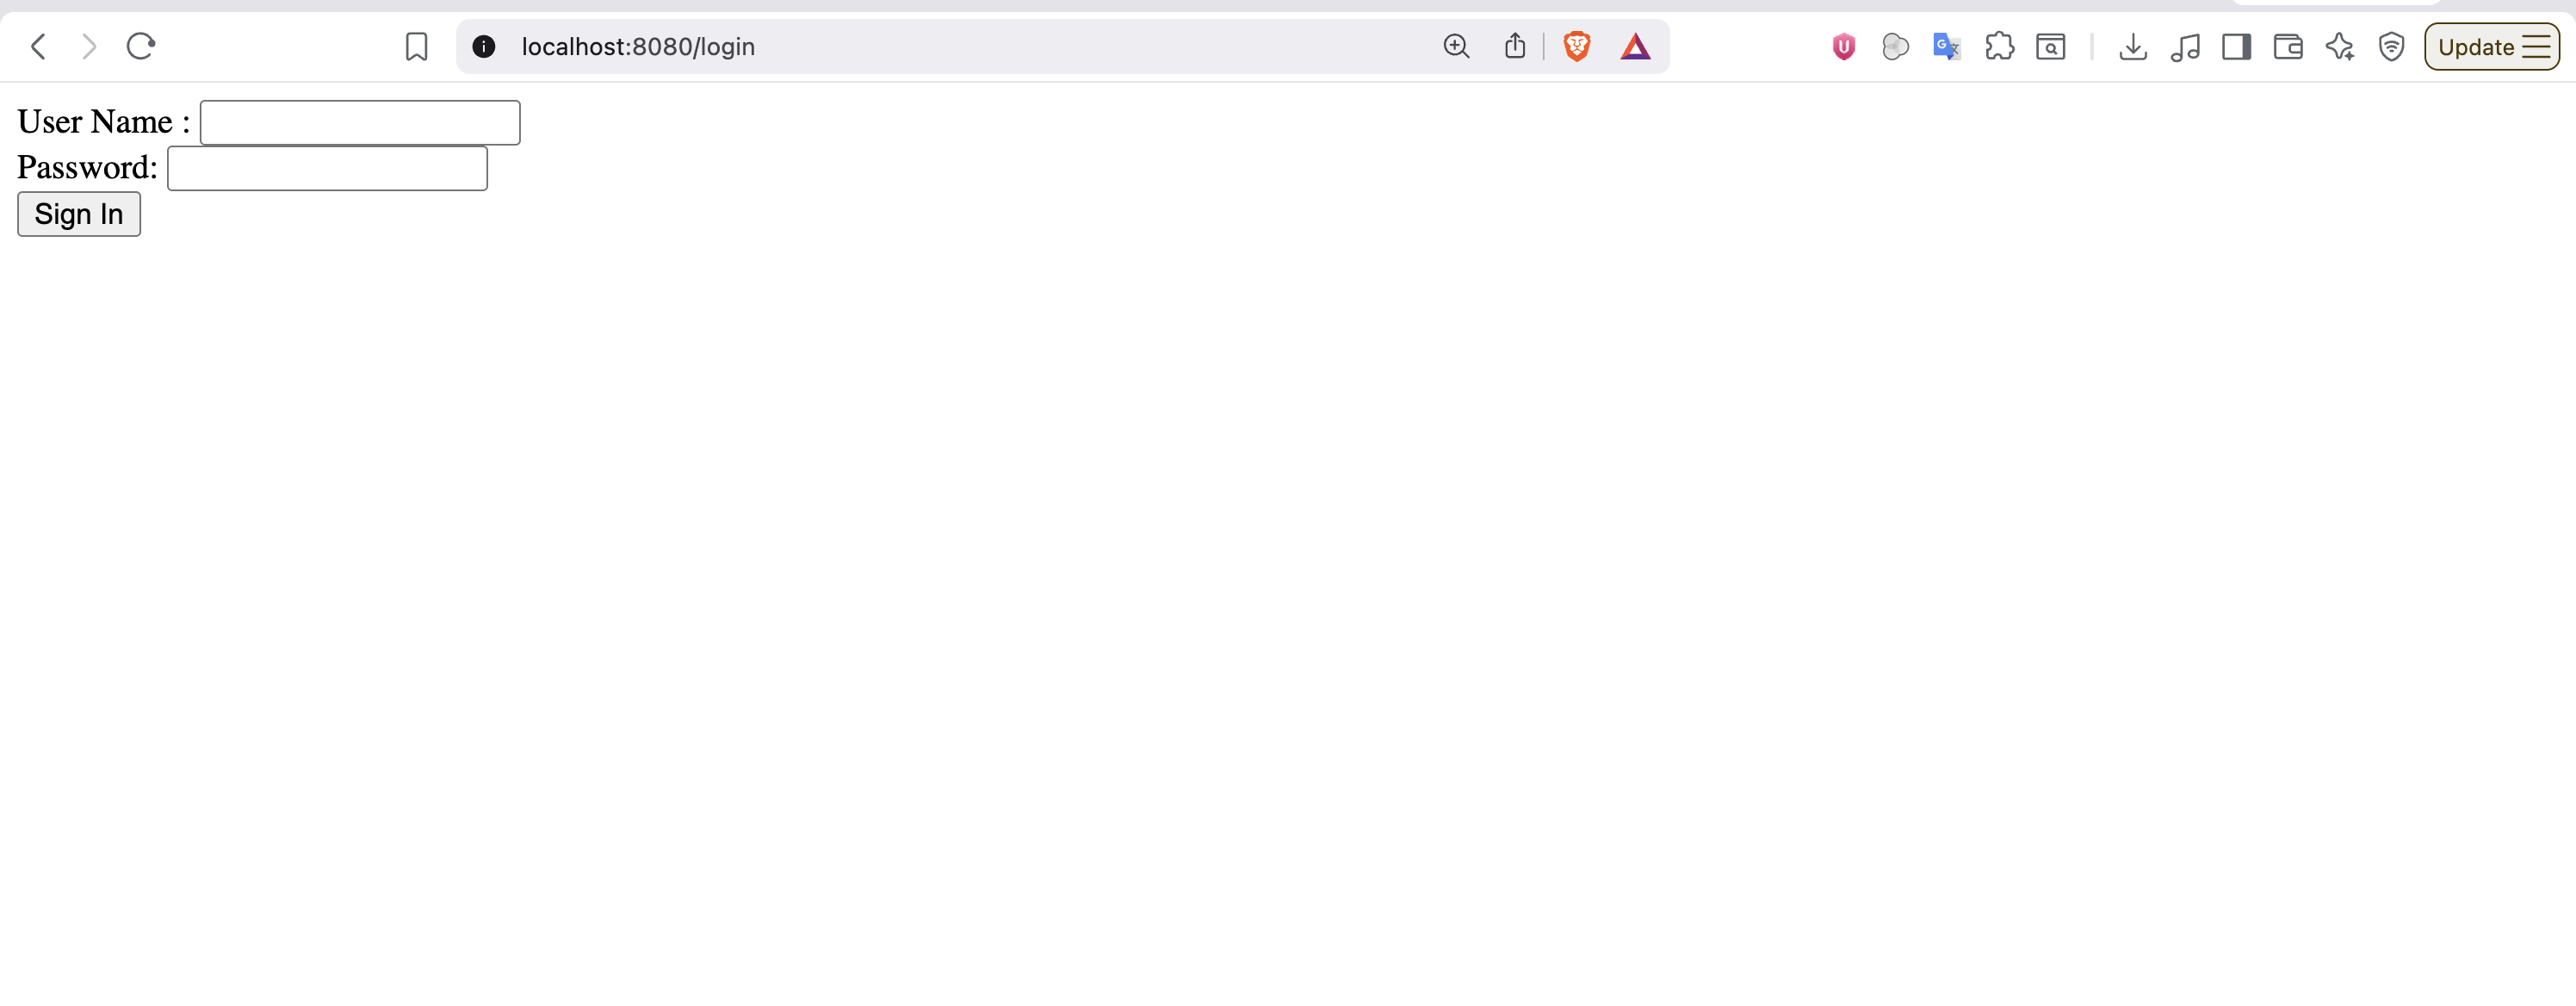 localhost:8080/login
Update
User Name :
Password:
Sign In